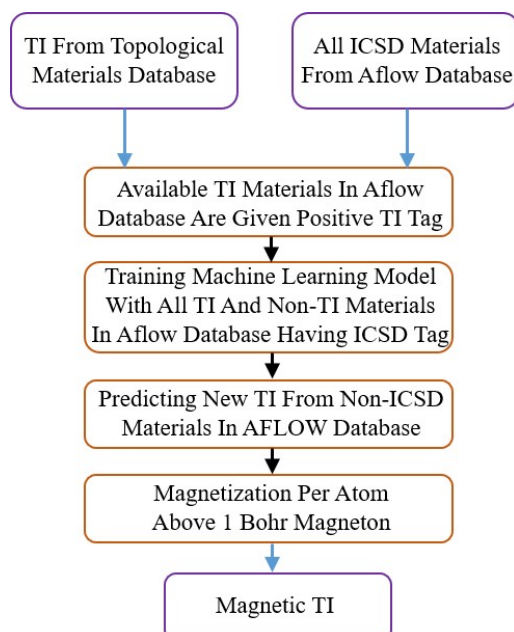 TI From Topological
Materials Database
All ICSD Materials
From Aflow Database
Available TI Materials In Aflow
Database Are Given Positive TI Tag
Training Machine Learning Model
With All TI And Non-TI Materials
In Aflow Database Having ICSD Tag
Predicting New TI From Non-ICSD
Materials In AFLOW Database
Magnetization Per Atom
Above 1 Bohr Magneton
Magnetic TI